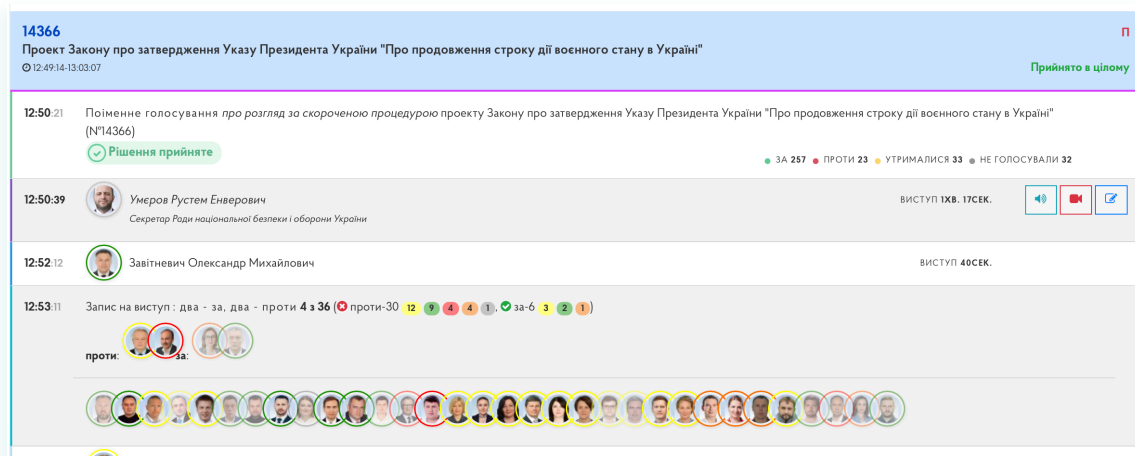 14366
П
Проект Закону про затвердження Указу Президента України "Про продовження строку дії воєнного стану в Україні"
12:49:14-13:03:07
Прийнято в цілому
12:50:21
Поіменне голосування про розгляд за скороченою процедурою проекту Закону про затвердження Указу Президента України "Про продовження строку дії воєнного стану в Україні"
(№14366)
Рішення прийняте
ЗА 257 ПРОТИ 23 УТРИМАЛИСЯ 33 НЕ ГОЛОСУВАЛИ 32
12:50:39
Умєров Рустем Енверович
ВИСТУП 1ХВ. 17СЕК.
Секретар Ради національної безпеки і оборони України
12:52:12
Завітневич Олександр Михайлович
ВИСТУП 40СЕК.
12:53:11
Запис на виступ : два - за, два - проти 4 з 36 ( проти-30 12 9 4 4 1 , за-6 3 2 1 )
проти: за: